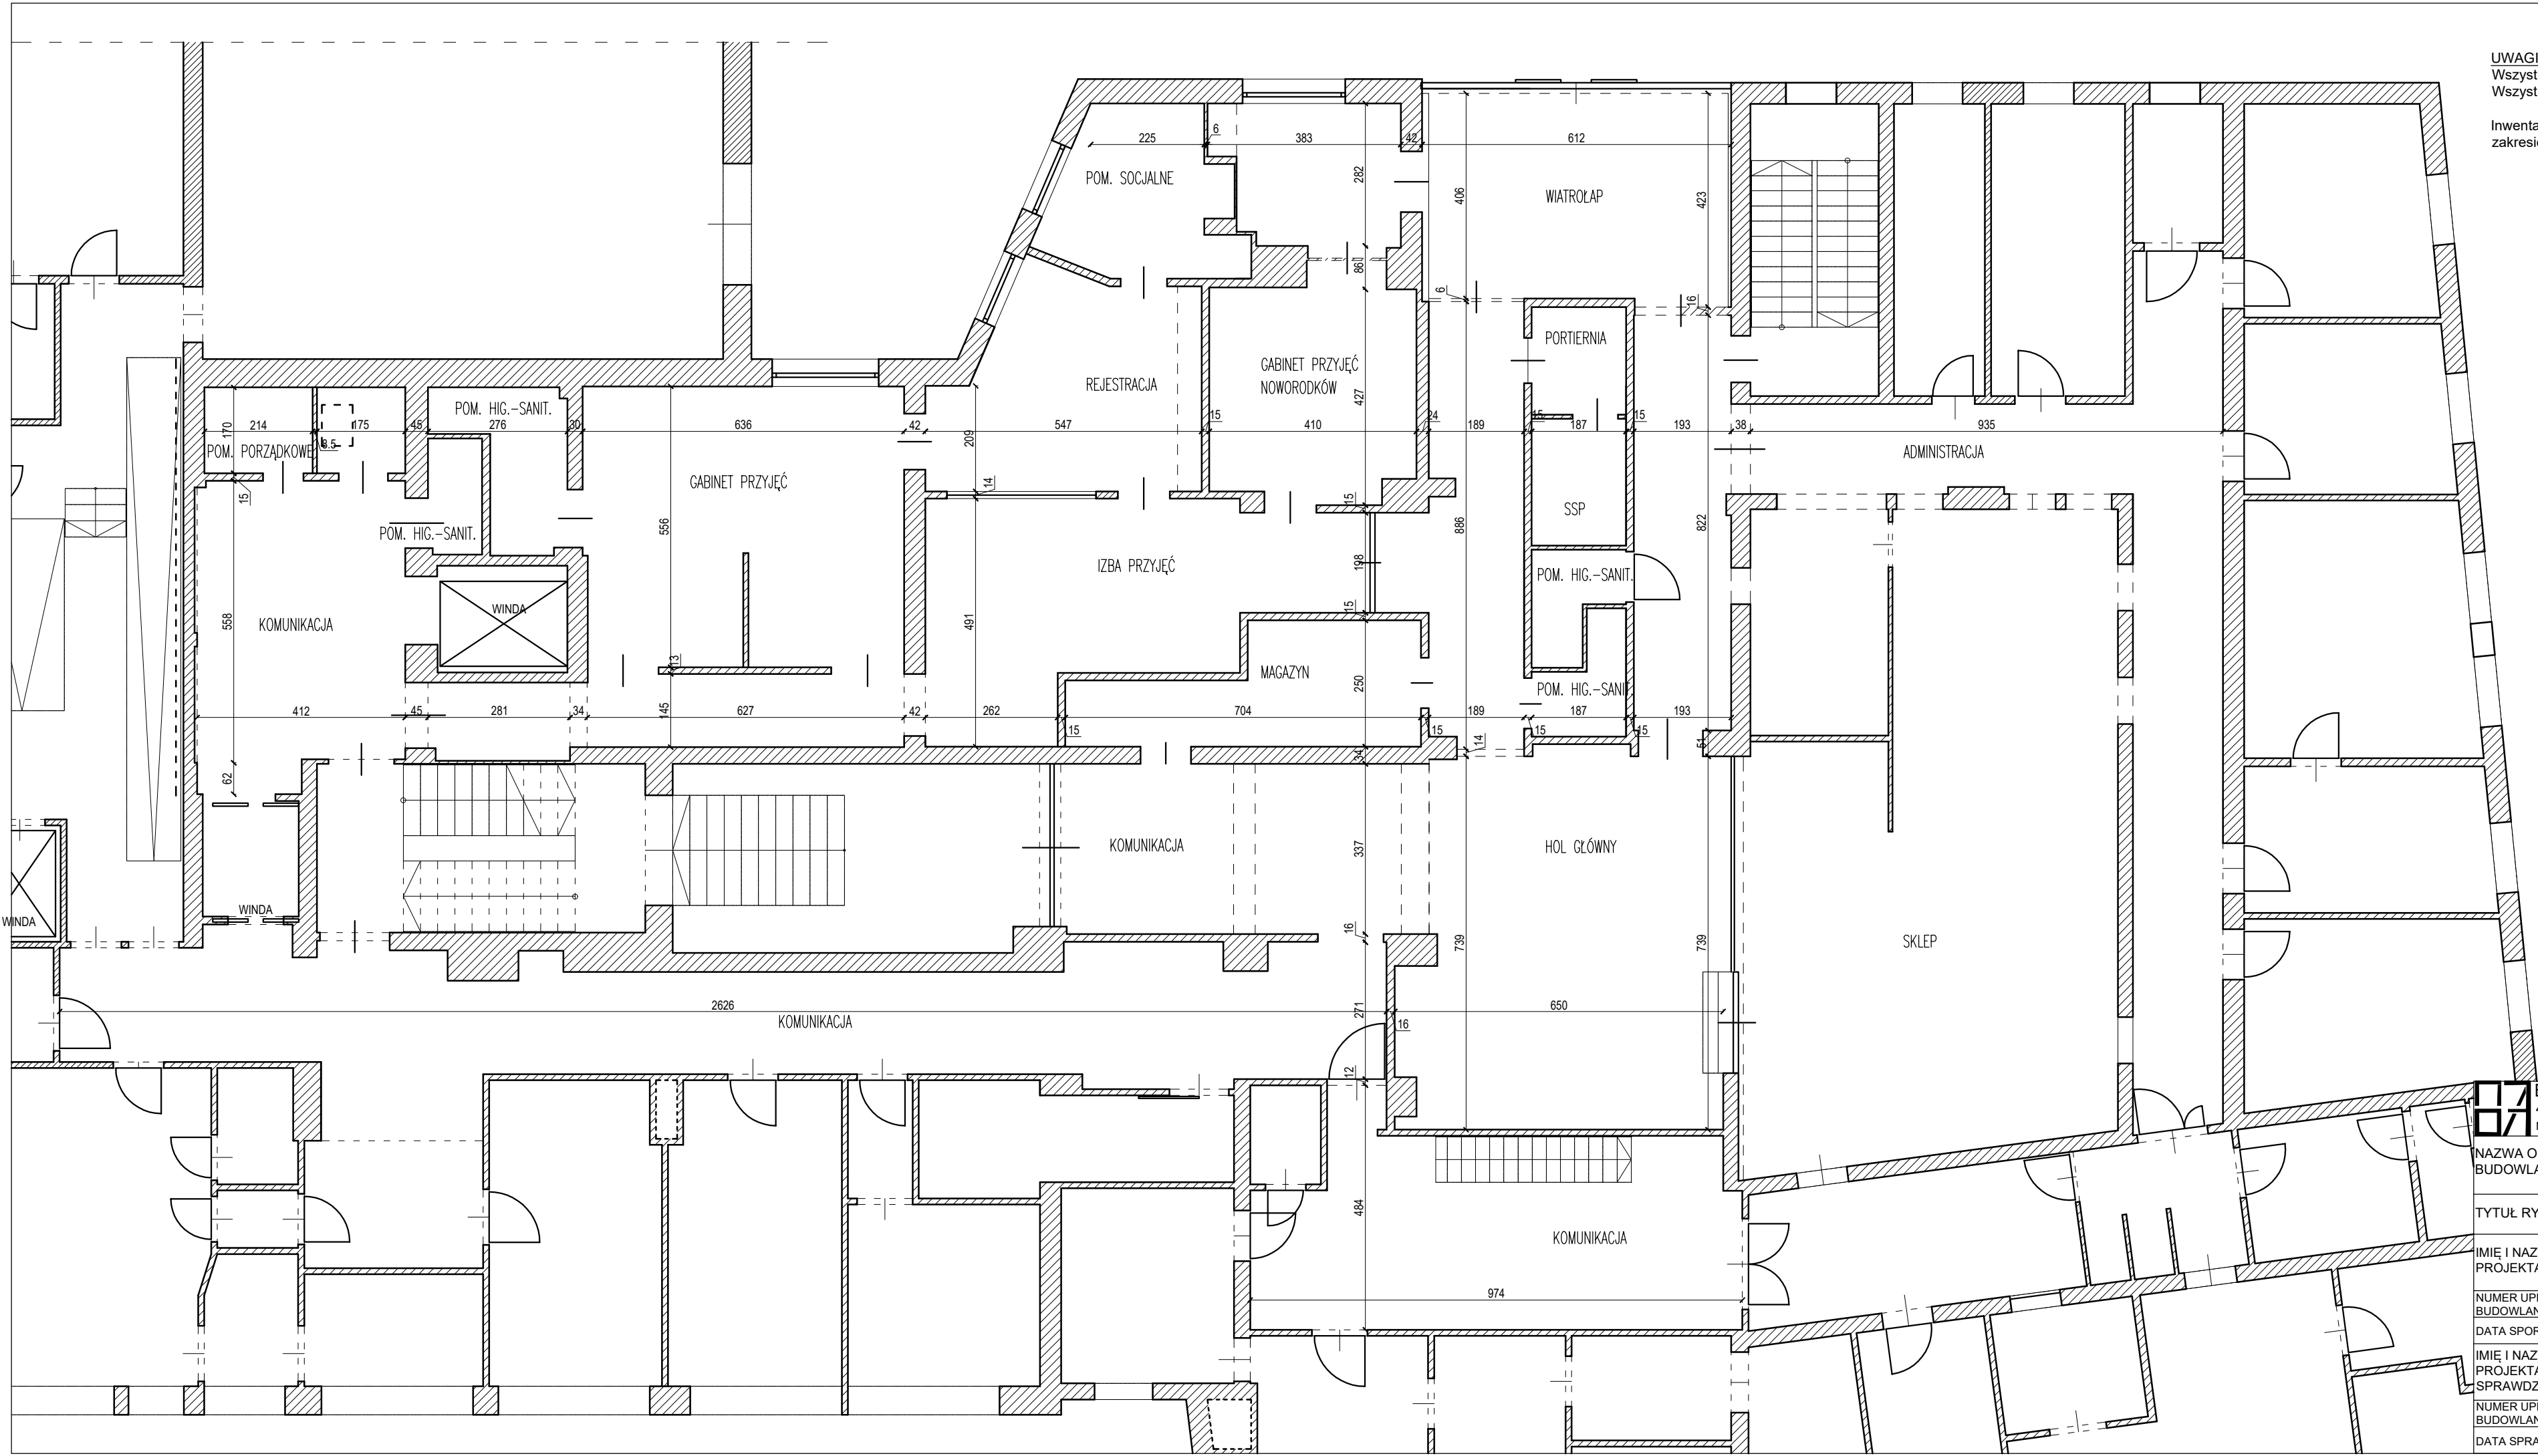 UWAGI
Wszyst
Wszyst
Inwenta
zakresi
225
6
383
42
612
282
406
423
POM. SOCJALNE
WIATROŁAP
86
6
16
PORTIERNIA
REJESTRACJA
GABINET PRZYJĘĆ
NOWORODKÓW
427
POM. HIG.-SANIT.
170
214
8.5
175
45
276
30
636
42
209
547
15
410
24
189
15
187
15
193
38
935
POM. PORZĄDKOWE
ADMINISTRACJA
GABINET PRZYJĘĆ
15
14
15
SSP
556
886
822
POM. HIG.-SANIT.
IZBA PRZYJĘĆ
198
POM. HIG.-SANIT.
WINDA
15
KOMUNIKACJA
558
491
13
MAGAZYN
250
POM. HIG.-SANIT.
412
45
281
34
145
627
42
262
15
704
15
189
15
187
15
193
14
51
34
62
KOMUNIKACJA
337
HOL GŁÓWNY
WINDA
WINDA
16
739
739
SKLEP
2626
KOMUNIKACJA
271
16
650
12
484
KOMUNIKACJA
974
NAZWA O
BUDOWLA
TYTUŁ RY
IMIĘ I NAZ
PROJEKTA
NUMER UPI
BUDOWLAN
DATA SPOR
IMIĘ I NAZ
PROJEKTA
SPRAWDZ
NUMER UPI
BUDOWLAN
DATA SPRA